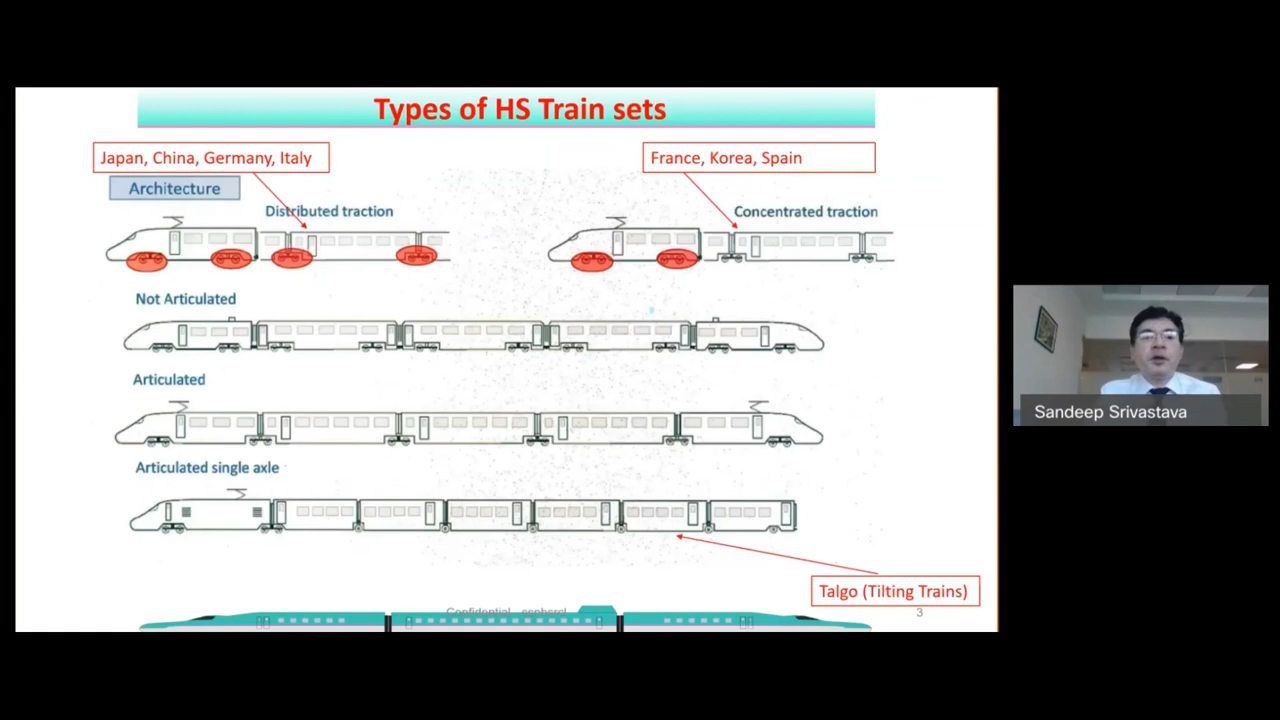 Types of HS Train sets
Japan, China, Germany, Italy
France, Korea, Spain
Architecture
Distributed traction
Concentrated traction
Not Articulated
Articulated
Articulated single axle
Talgo (Tilting Trains)
Confidential
3
Sandeep Srivastava